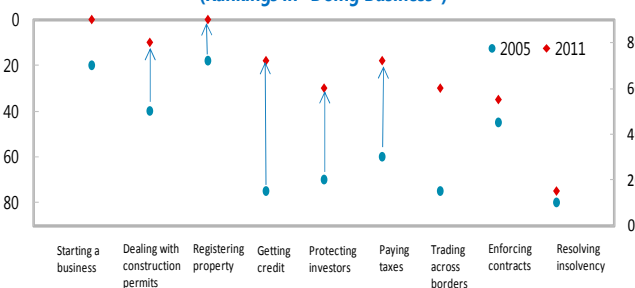 (Rankings in "Doing Business")
0
20
40
60
80
8
6
4
2
0
2005
2011
Starting a
business
Dealing with
construction
permits
Registering
property
Getting
credit
Protecting
investors
Paying
taxes
Trading
across
borders
Enforcing
contracts
Resolving
insolvency